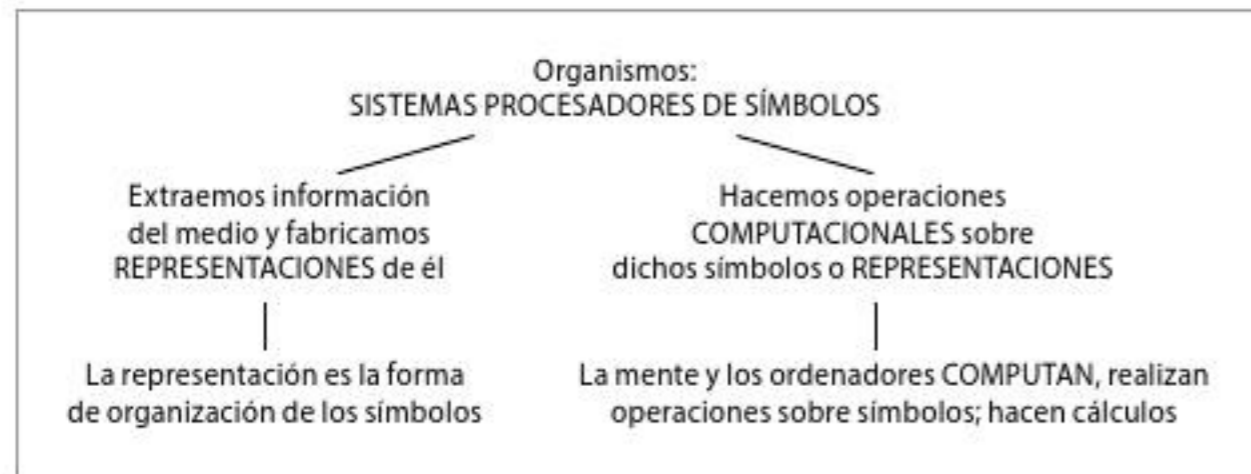 Organismos:
SISTEMAS PROCESADORES DE SÍMBOLOS
Extraemos información
del medio y fabricamos
REPRESENTACIONES de él
Hacemos operaciones
COMPUTACIONALES sobre
dichos símbolos o REPRESENTACIONES
La representación es la forma
de organización de los símbolos
La mente y los ordenadores COMPUTAN, realizan
operaciones sobre símbolos; hacen cálculos